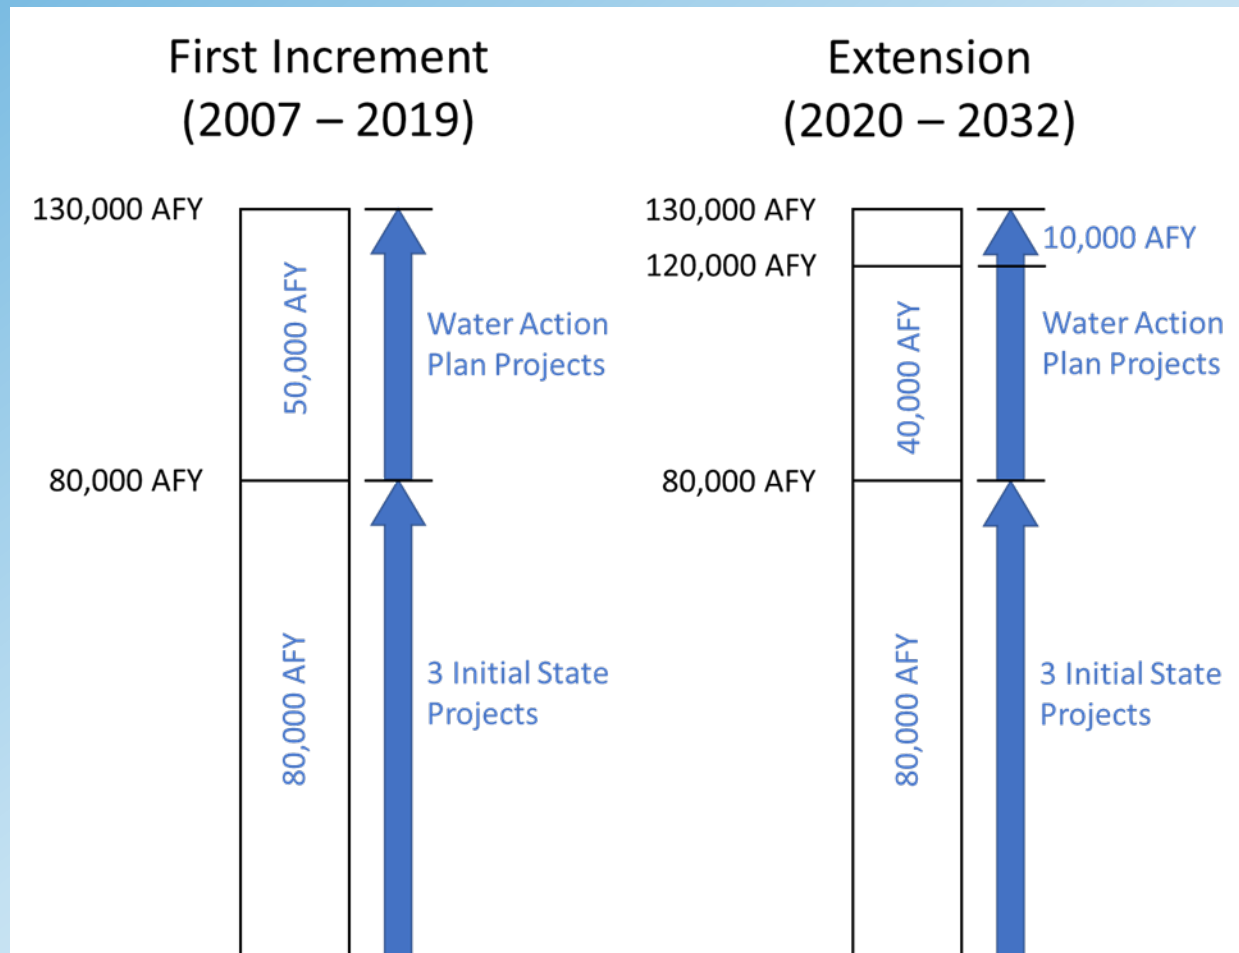 First Increment
(2007 – 2019)
130,000 AFY
50,000 AFY
Water Action
Plan Projects
80,000 AFY
80,000 AFY
3 Initial State
Projects
Extension
(2020 – 2032)
130,000 AFY
10,000 AFY
120,000 AFY
40,000 AFY
Water Action
Plan Projects
80,000 AFY
80,000 AFY
3 Initial State
Projects